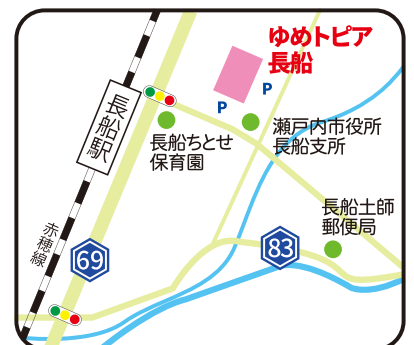 ゆめトピア
長船
P
P
長船駅
長船ちとせ
保育園
瀬戸内市役所
長船支所
長船土師
郵便局
赤穂線
69
83